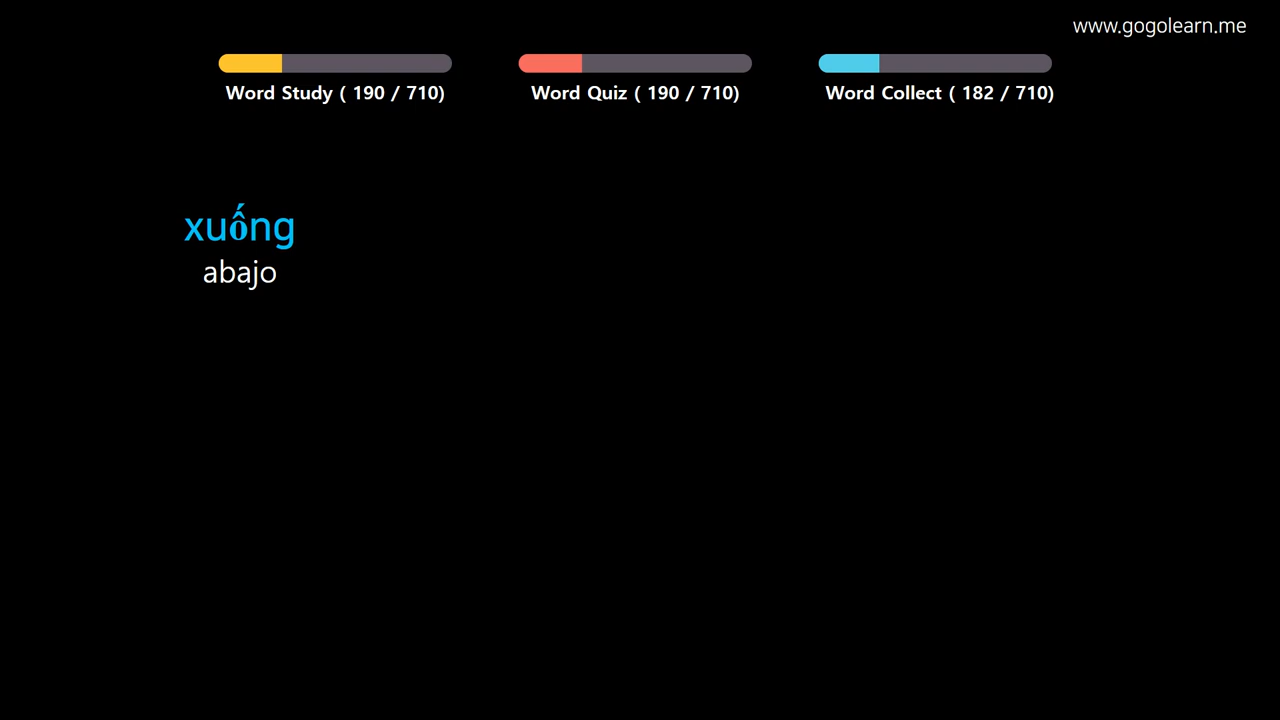 www.gogolearn.me
Word Study ( 190 / 710)
Word Quiz ( 190 / 710)
Word Collect ( 182 / 710)
xuống
abajo